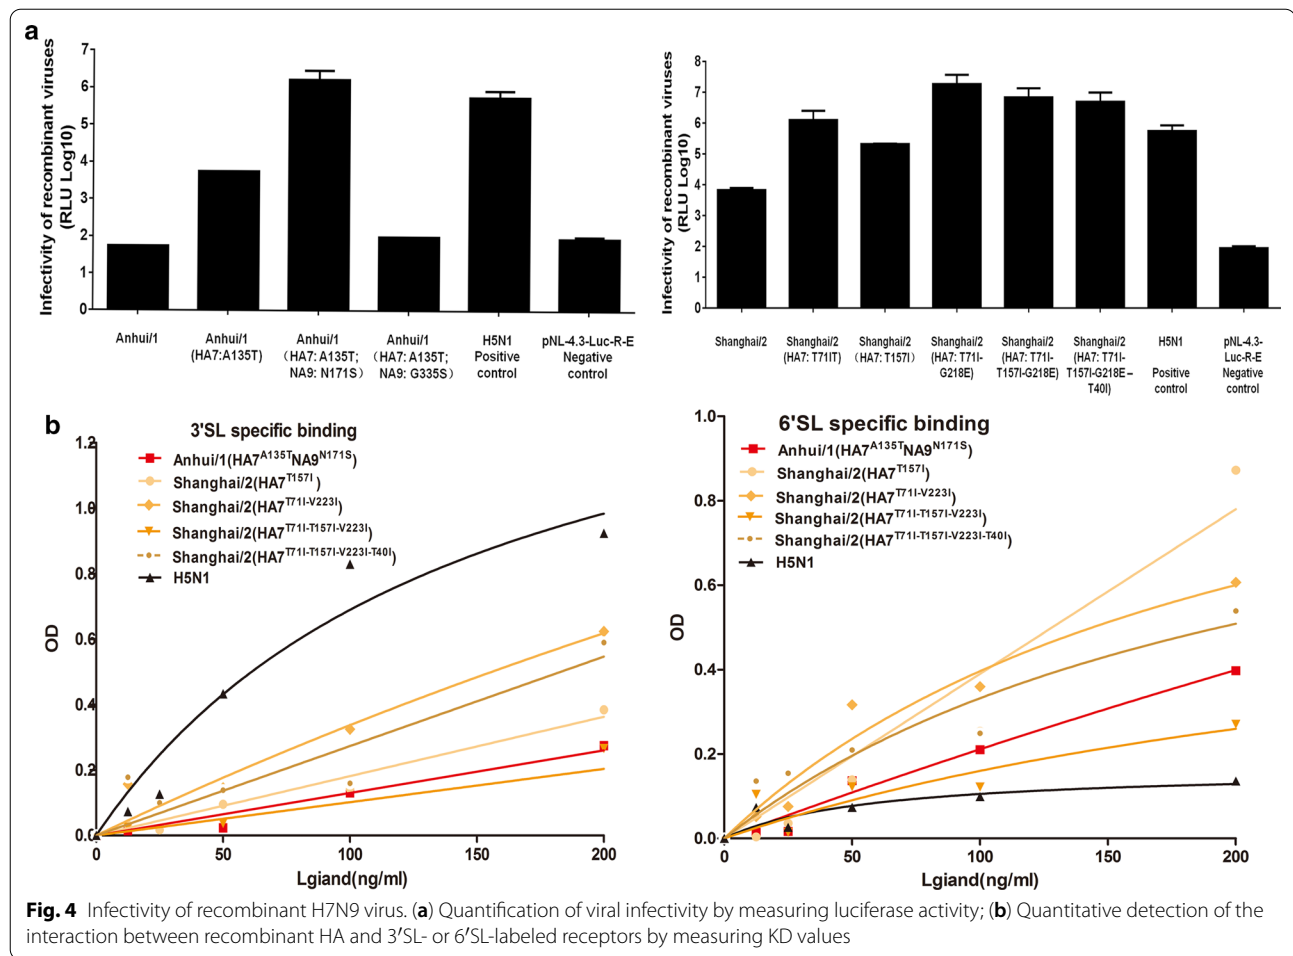 a
Infectivity of recombinant viruses
(RLU Log10)
7
6
5
4
3
2
1
0
Anhui/1
Anhui/1
(HA7:A135T)
Anhui/1
(HA7: A135T;
NA9: N171S)
Anhui/1
(HA7: A135T;
NA9: G335S)
H5N1
Positive
control
pNL-4.3-Luc-R-E
Negative
control
Infectivity of recombinant viruses
(RLU Log10)
8
7
6
5
4
3
2
1
0
Shanghai/2
Shanghai/2
(HA7: T71IT)
Shanghai/2
(HA7: T157I)
Shanghai/2
(HA7: T71I-
G218E)
Shanghai/2
(HA7: T71I-
T157I-G218E)
Shanghai/2
(HA7: T71I-
T157I-G218E–
T40I)
H5N1
Positive
control
pNL-4.3-
Luc-R-E
Negative
control
b
3'SL specific binding
Anhui/1(HA7A135TNA9N171S)
Shanghai/2(HA7T157I )
Shanghai/2(HA7T71I-V223I)
Shanghai/2(HA7T71I-T157I-V223I)
Shanghai/2(HA7T71I-T157I-V223I-T40I)
H5N1
OD
1.2
1.0
0.8
0.6
0.4
0.2
0.0
0
50
100
150
200
Lgiand(ng/ml)
6'SL specific binding
Anhui/1(HA7A135TNA9N171S)
Shanghai/2(HA7T157I)
Shanghai/2(HA7T71I-V223I)
Shanghai/2(HA7T71I-T157I-V223I)
Shanghai/2(HA7T71I-T157I-V223I-T40I)
H5N1
OD
1.0
0.8
0.6
0.4
0.2
0.0
0
50
100
150
200
Lgiand(ng/ml)
Fig. 4 Infectivity of recombinant H7N9 virus. (a) Quantification of viral infectivity by measuring luciferase activity; (b) Quantitative detection of the
interaction between recombinant HA and 3′SL- or 6′SL-labeled receptors by measuring KD values